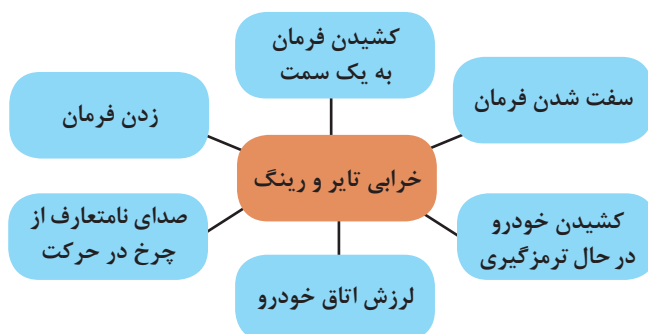 کشیدن فرمان
به یک سمت
سفت شدن فرمان
زدن فرمان
خرابی تایر و رینگ
کشیدن خودرو
در حال ترمزگیری
صدای نامتعارف از
چرخ در حرکت
لرزش اتاق خودرو